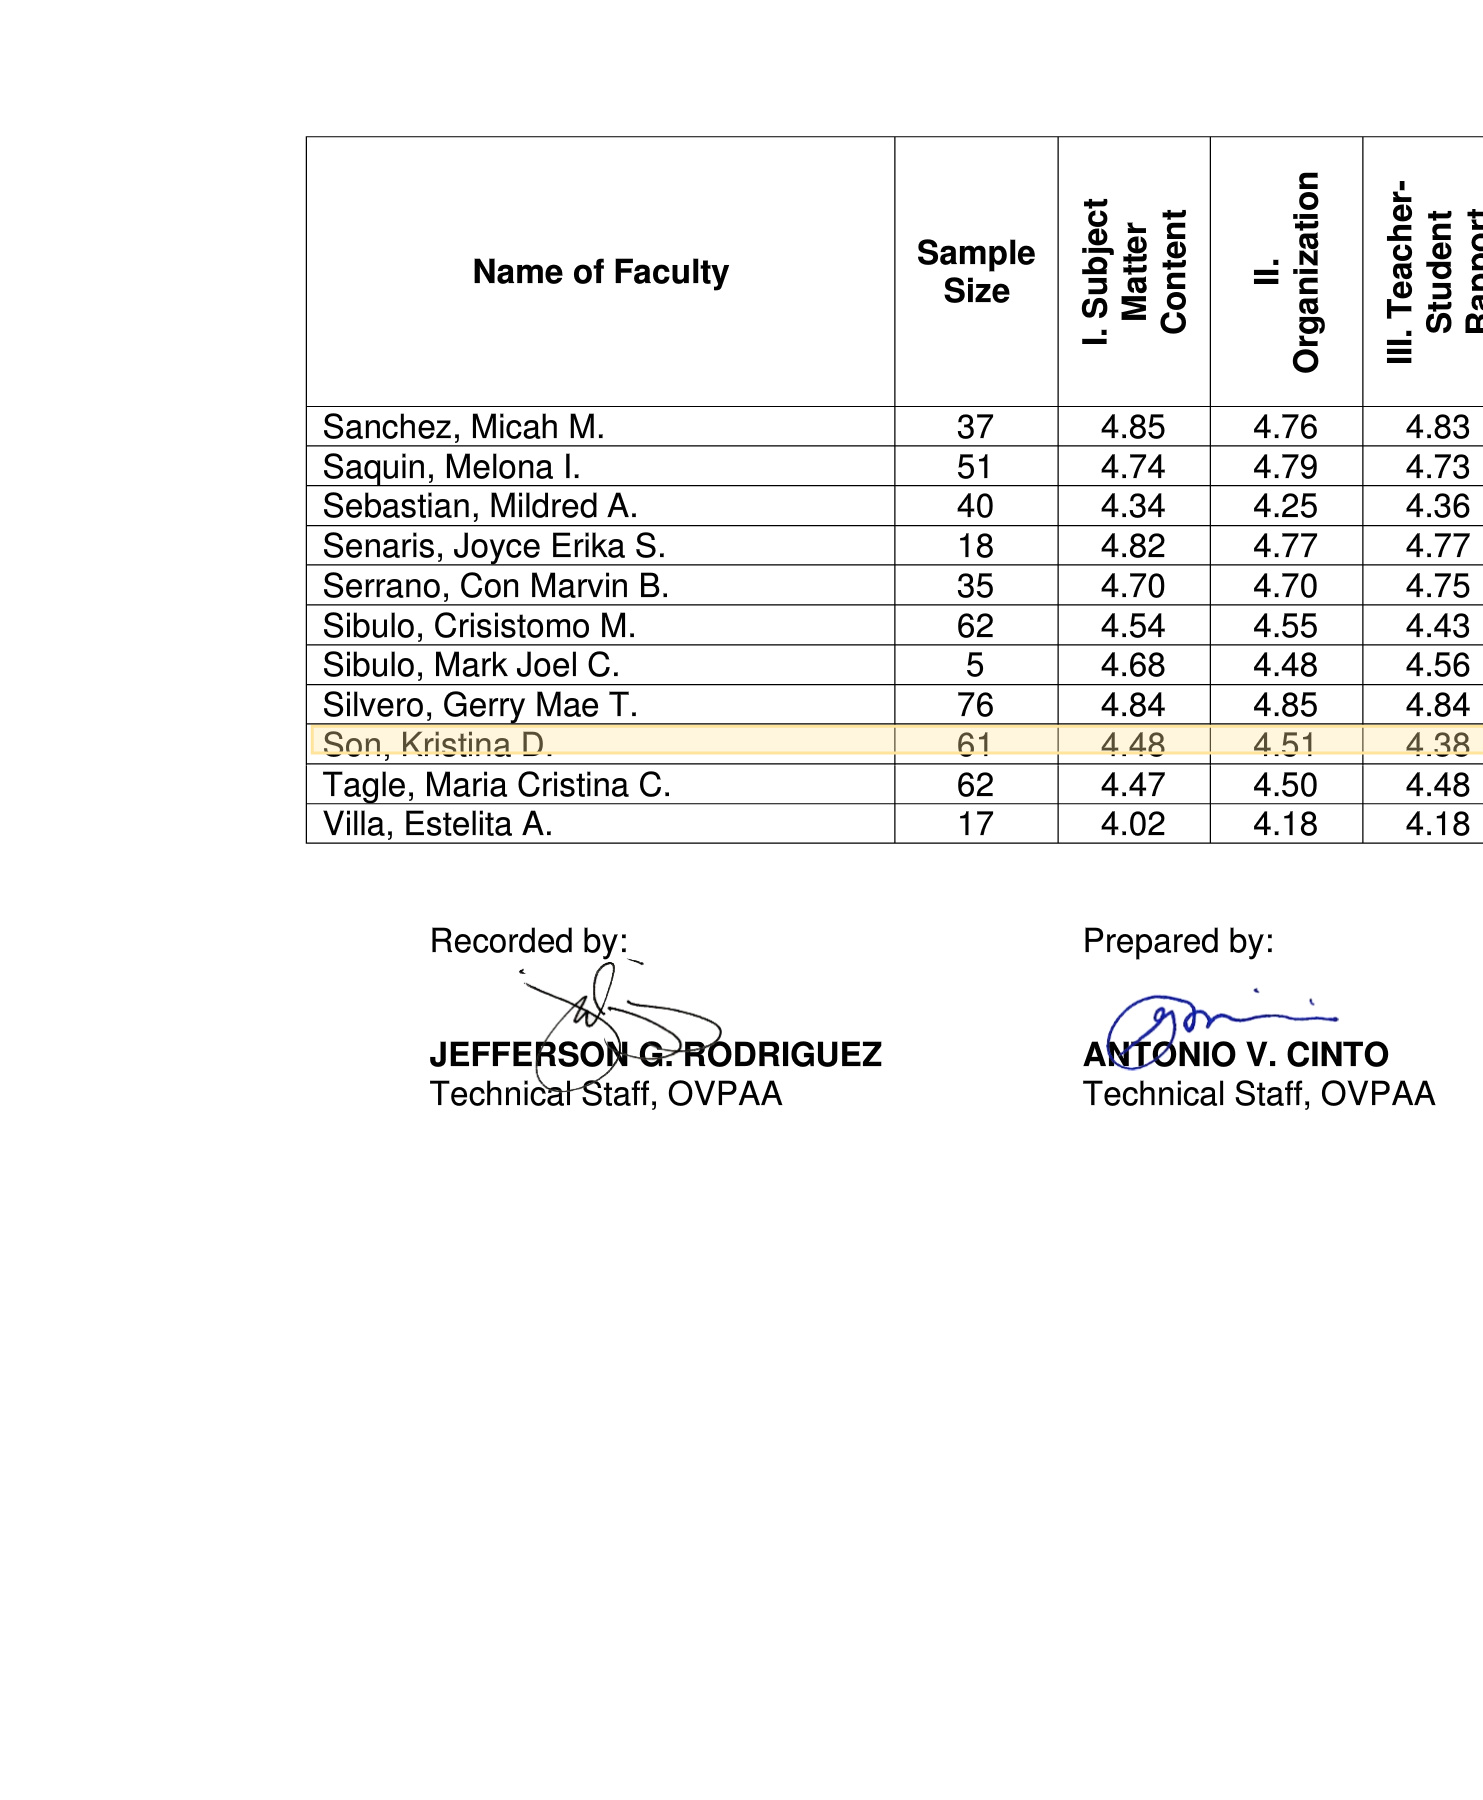 Name of Faculty Sample Size I. Subject Matter Content II. Organization III. Teacher-Student Rapport
Sanchez, Micah M. 37 4.85 4.76 4.83
Saquin, Melona I. 51 4.74 4.79 4.73
Sebastian, Mildred A. 40 4.34 4.25 4.36
Senaris, Joyce Erika S. 18 4.82 4.77 4.77
Serrano, Con Marvin B. 35 4.70 4.70 4.75
Sibulo, Crisistomo M. 62 4.54 4.55 4.43
Sibulo, Mark Joel C. 5 4.68 4.48 4.56
Silvero, Gerry Mae T. 76 4.84 4.85 4.84
Son, Kristina D. 61 4.48 4.51 4.38
Tagle, Maria Cristina C. 62 4.47 4.50 4.48
Villa, Estelita A. 17 4.02 4.18 4.18
Recorded by: Prepared by:
JEFFERSON G. RODRIGUEZ ANTONIO V. CINTO
Technical Staff, OVPAA Technical Staff, OVPAA